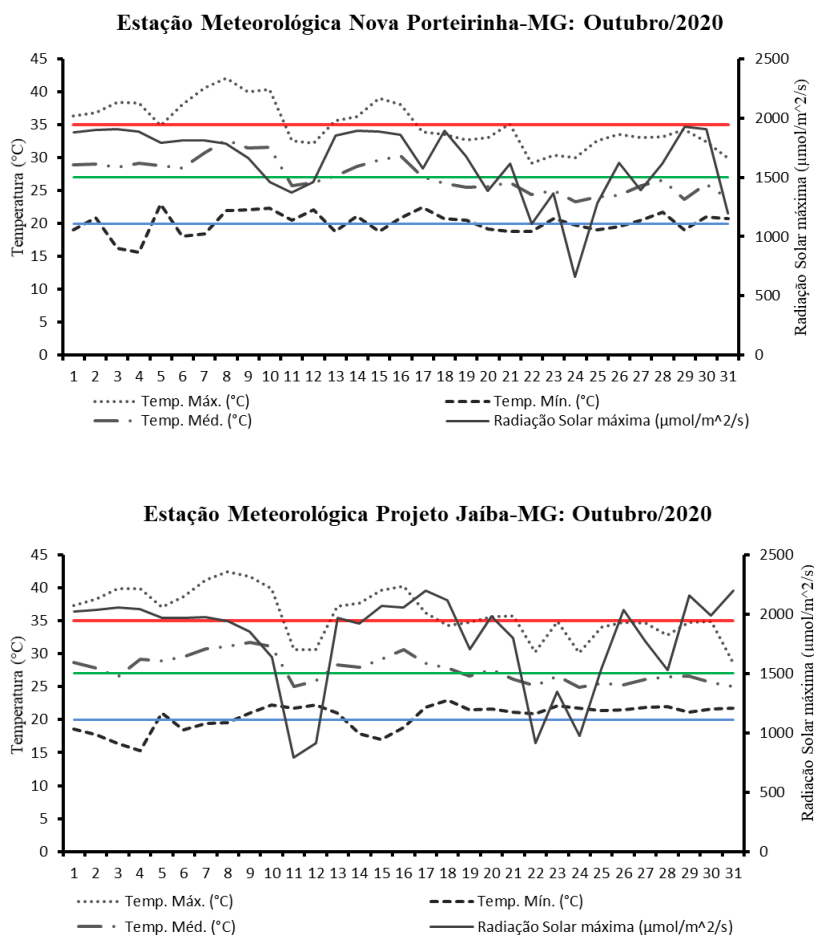 Estação Meteorológica Nova Porteirinha-MG: Outubro/2020
Temperatura (°C)
45
40
35
30
25
20
15
10
5
0
2500
2000
1500
1000
500
0
Radiação Solar máxima (μmol/m^2/s)
1 2 3 4 5 6 7 8 9 10 11 12 13 14 15 16 17 18 19 20 21 22 23 24 25 26 27 28 29 30 31
Temp. Máx. (°C) Temp. Mín. (°C)
Temp. Méd. (°C) Radiação Solar máxima (μmol/m^2/s)
Estação Meteorológica Projeto Jaíba-MG: Outubro/2020
Temperatura (°C)
45
40
35
30
25
20
15
10
5
0
2500
2000
1500
1000
500
0
Radiação Solar máxima (μmol/m^2/s)
1 2 3 4 5 6 7 8 9 10 11 12 13 14 15 16 17 18 19 20 21 22 23 24 25 26 27 28 29 30 31
Temp. Máx. (°C) Temp. Mín. (°C)
Temp. Méd. (°C) Radiação Solar máxima (μmol/m^2/s)